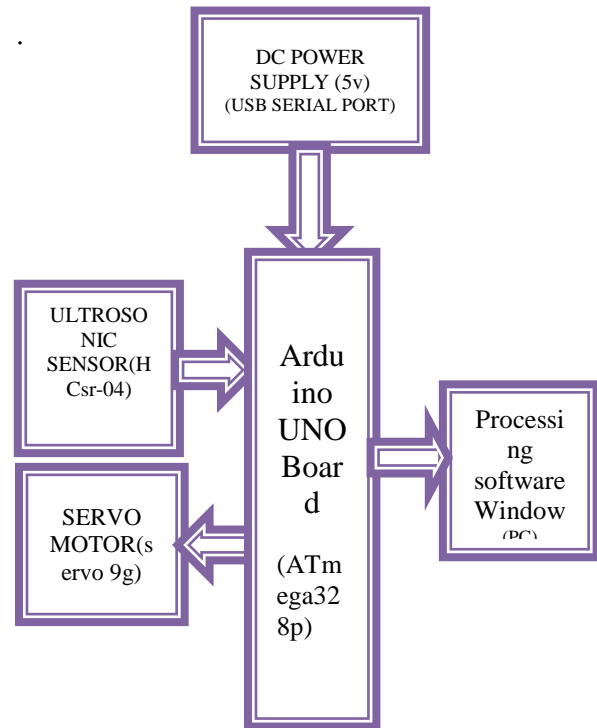 .
DC POWER
SUPPLY (5v)
(USB SERIAL PORT)
ULTROSO
NIC
SENSOR(H
Csr-04)
SERVO
MOTOR(s
ervo 9g)
Ardu
ino
UNO
Boar
d
(ATm
ega32
8p)
Processi
ng
software
Window
(PC)